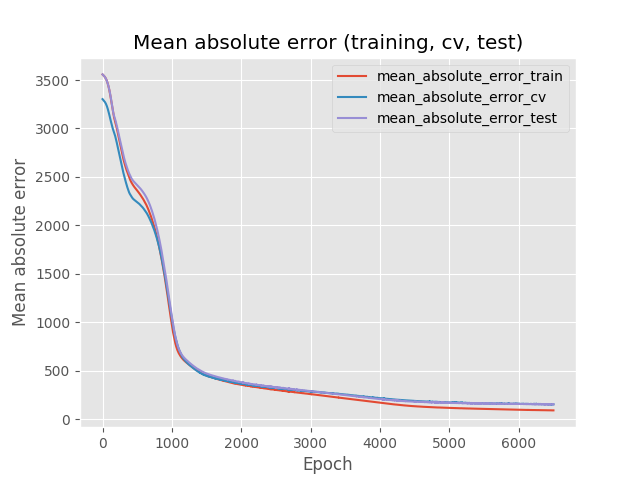 Mean absolute error (training, cv, test)
mean_absolute_error_train
mean_absolute_error_cv
mean_absolute_error_test
3500
3000
2500
2000
1500
1000
500
0
Mean absolute error
0 1000 2000 3000 4000 5000 6000
Epoch